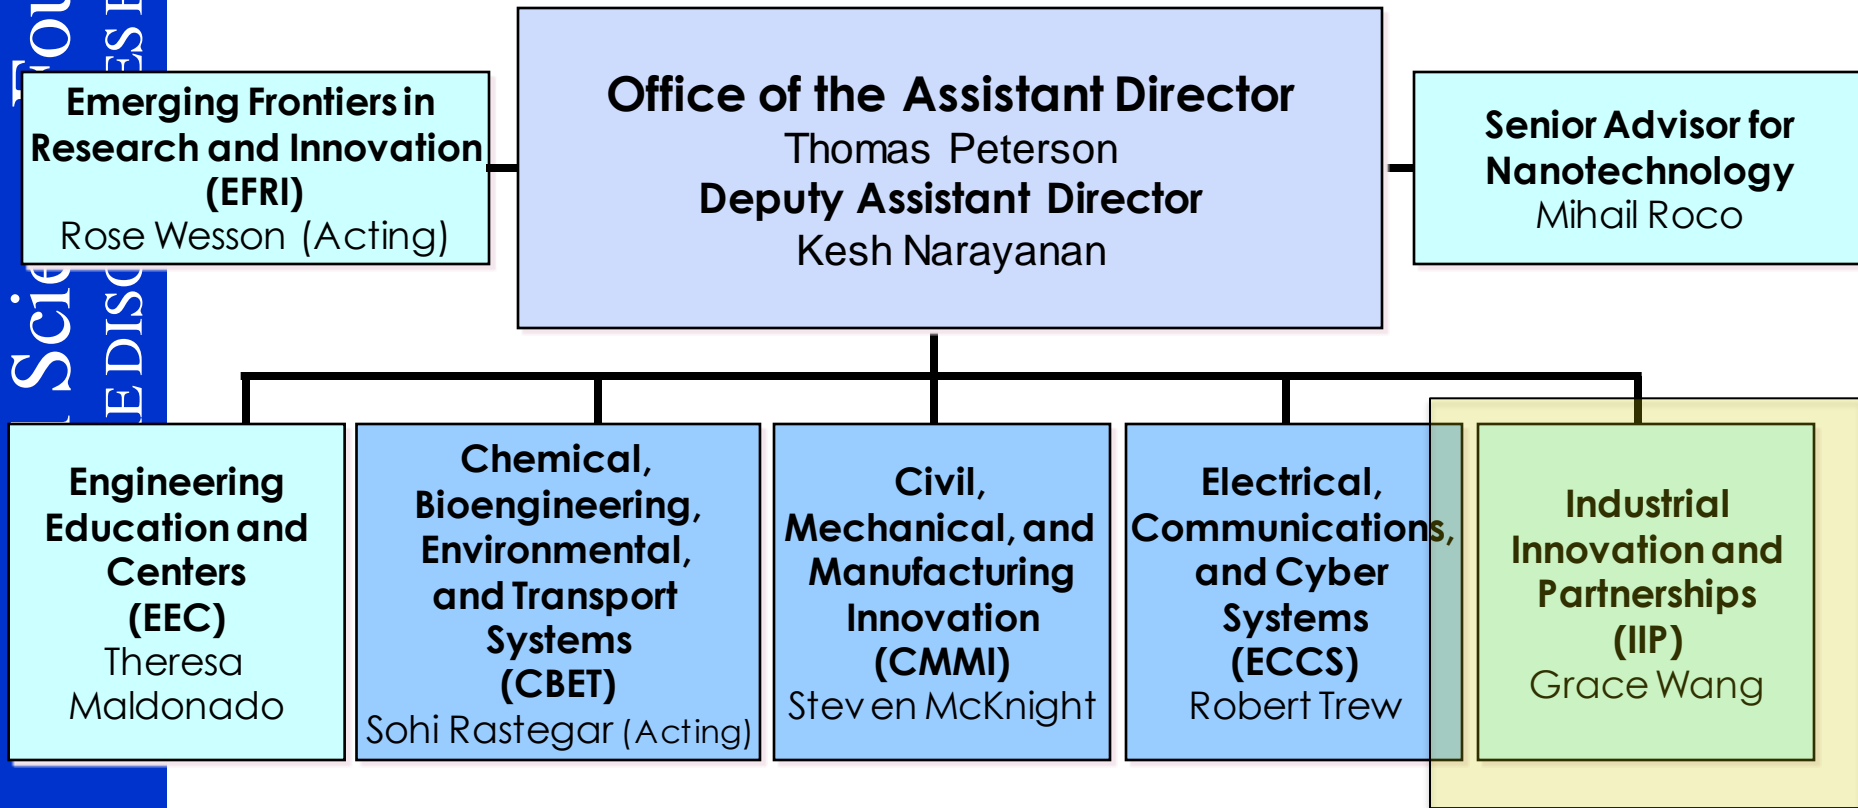 Office of the Assistant Director
Thomas Peterson
Deputy Assistant Director
Kesh Narayanan
Emerging Frontiers in
Research and Innovation
(EFRI)
Rose Wesson (Acting)
Senior Advisor for
Nanotechnology
Mihail Roco
Engineering
Education and
Centers
(EEC)
Theresa
Maldonado
Chemical,
Bioengineering,
Environmental,
and Transport
Systems
(CBET)
Sohi Rastegar (Acting)
Civil,
Mechanical, and
Manufacturing
Innovation
(CMMI)
Steven McKnight
Electrical,
Communications,
and Cyber
Systems
(ECCS)
Robert Trew
Industrial
Innovation and
Partnerships
(IIP)
Grace Wang